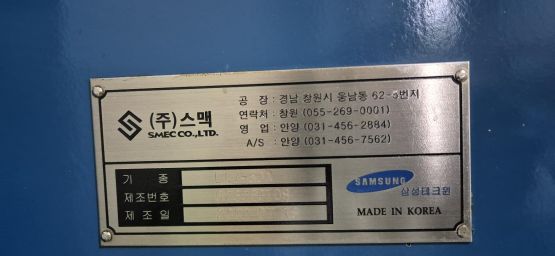 (주)스맥
SMEC CO.,LTD.
공 장 : 경남 창원시 웅남동 62-5번지
연락처 : 창원 (055-269-0001)
영 업 : 안양 (031-456-2884)
A/S : 안양 (031-456-7562)
기 종
제조번호
제조일
SAMSUNG
삼성테크윈
MADE IN KOREA